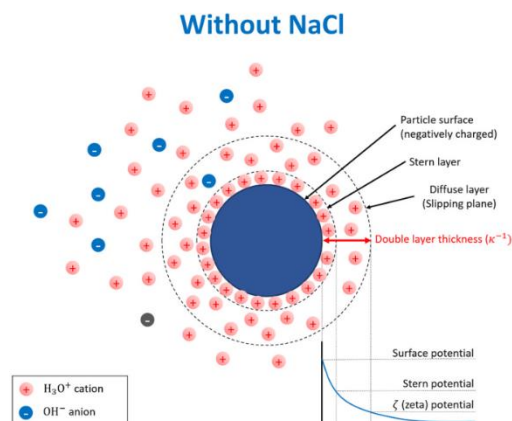 Without NaCl
Particle surface
(negatively charged)
Stern layer
Diffuse layer
(Slipping plane)
Double layer thickness (κ⁻¹)
Surface potential
Stern potential
ζ (zeta) potential
H₃O⁺ cation
OH⁻ anion